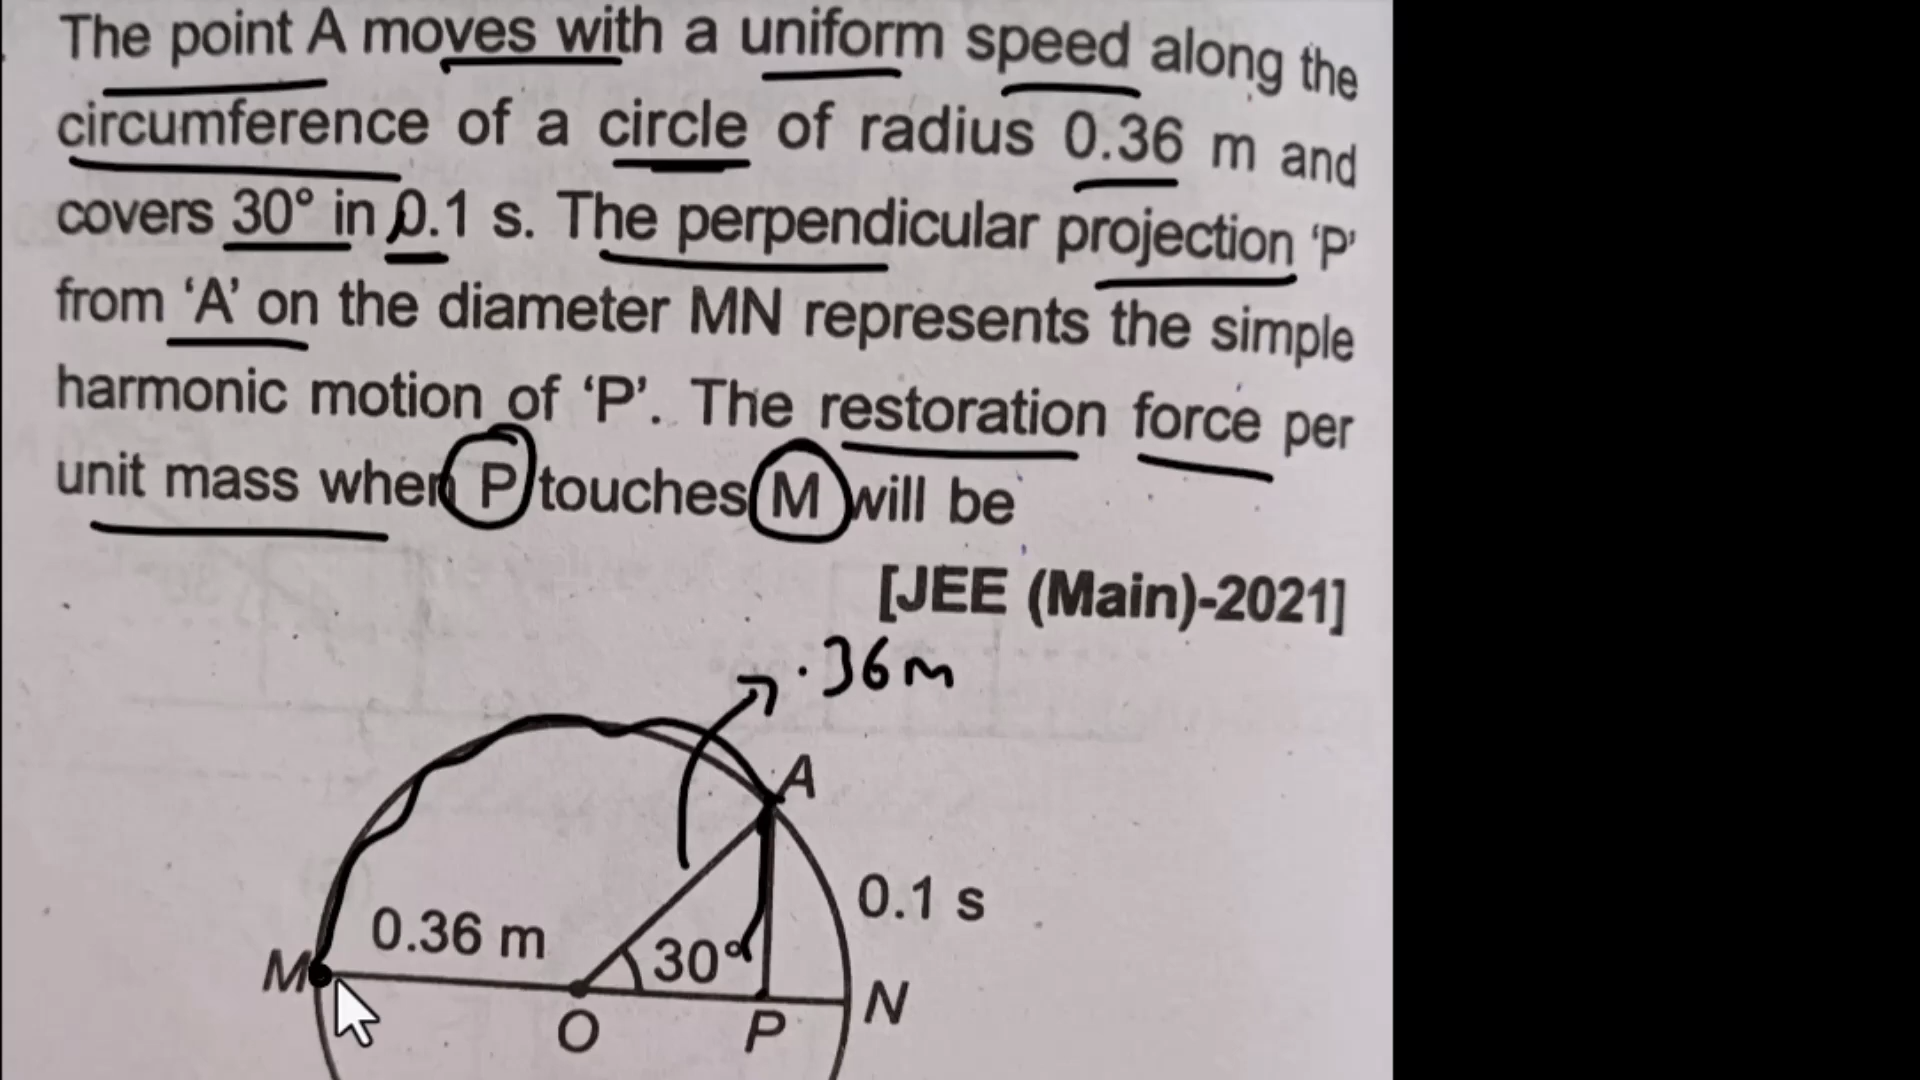 The point A moves with a uniform speed along the
circumference of a circle of radius 0.36 m and
covers 30° in 0.1 s. The perpendicular projection ‘P’
from ‘A’ on the diameter MN represents the simple
harmonic motion of ‘P’. The restoration force per
unit mass when P touches M will be
[JEE (Main)-2021]
.36m
A
0.1 s
0.36 m
30°
M
N
O
P